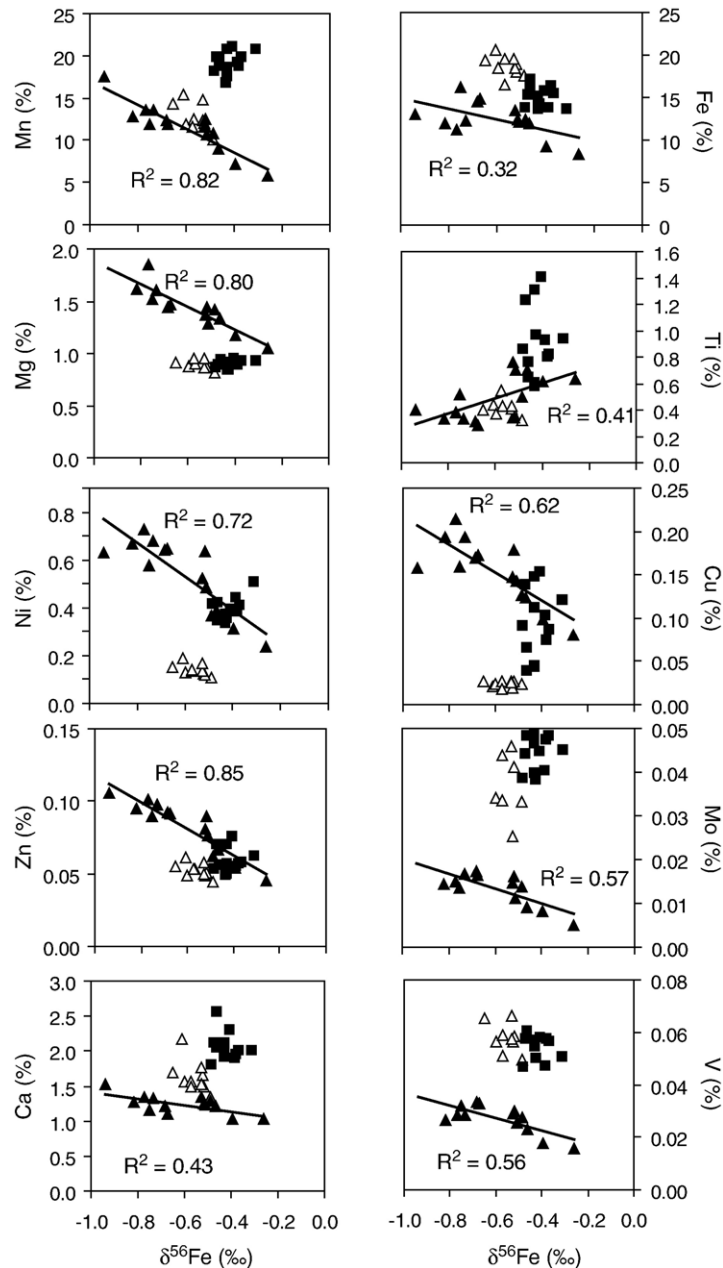 25
20
15
10
5
0
Mn (%)
R² = 0.82
25
20
15
10
5
0
Fe (%)
R² = 0.32
2.0
1.5
1.0
0.5
0.0
Mg (%)
R² = 0.80
1.6
1.4
1.2
1.0
0.8
0.6
0.4
0.2
0.0
Ti (%)
R² = 0.41
0.8
0.6
0.4
0.2
0.0
Ni (%)
R² = 0.72
0.25
0.20
0.15
0.10
0.05
0.00
Cu (%)
R² = 0.62
0.15
0.10
0.05
0.00
Zn (%)
R² = 0.85
0.05
0.04
0.03
0.02
0.01
0.00
Mo (%)
R² = 0.57
3.0
2.5
2.0
1.5
1.0
0.5
0.0
Ca (%)
R² = 0.43
0.08
0.06
0.04
0.02
0.00
V (%)
R² = 0.56
-1.0 -0.8 -0.6 -0.4 -0.2 0.0
δ⁵⁶Fe (‰)
-1.0 -0.8 -0.6 -0.4 -0.2 0.0
δ⁵⁶Fe (‰)